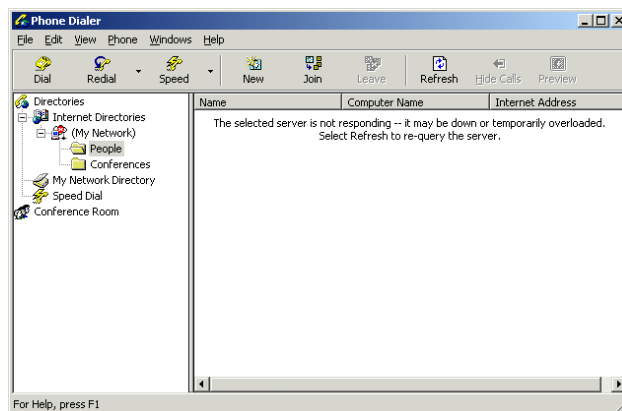 Phone Dialer
File Edit View Phone Windows Help
Dial Redial Speed New Join Leave Refresh Hide Calls Preview
Directories
Internet Directories
(My Network)
People
Conferences
My Network Directory
Speed Dial
Conference Room
Name Computer Name Internet Address
The selected server is not responding -- it may be down or temporarily overloaded.
Select Refresh to re-query the server.
For Help, press F1